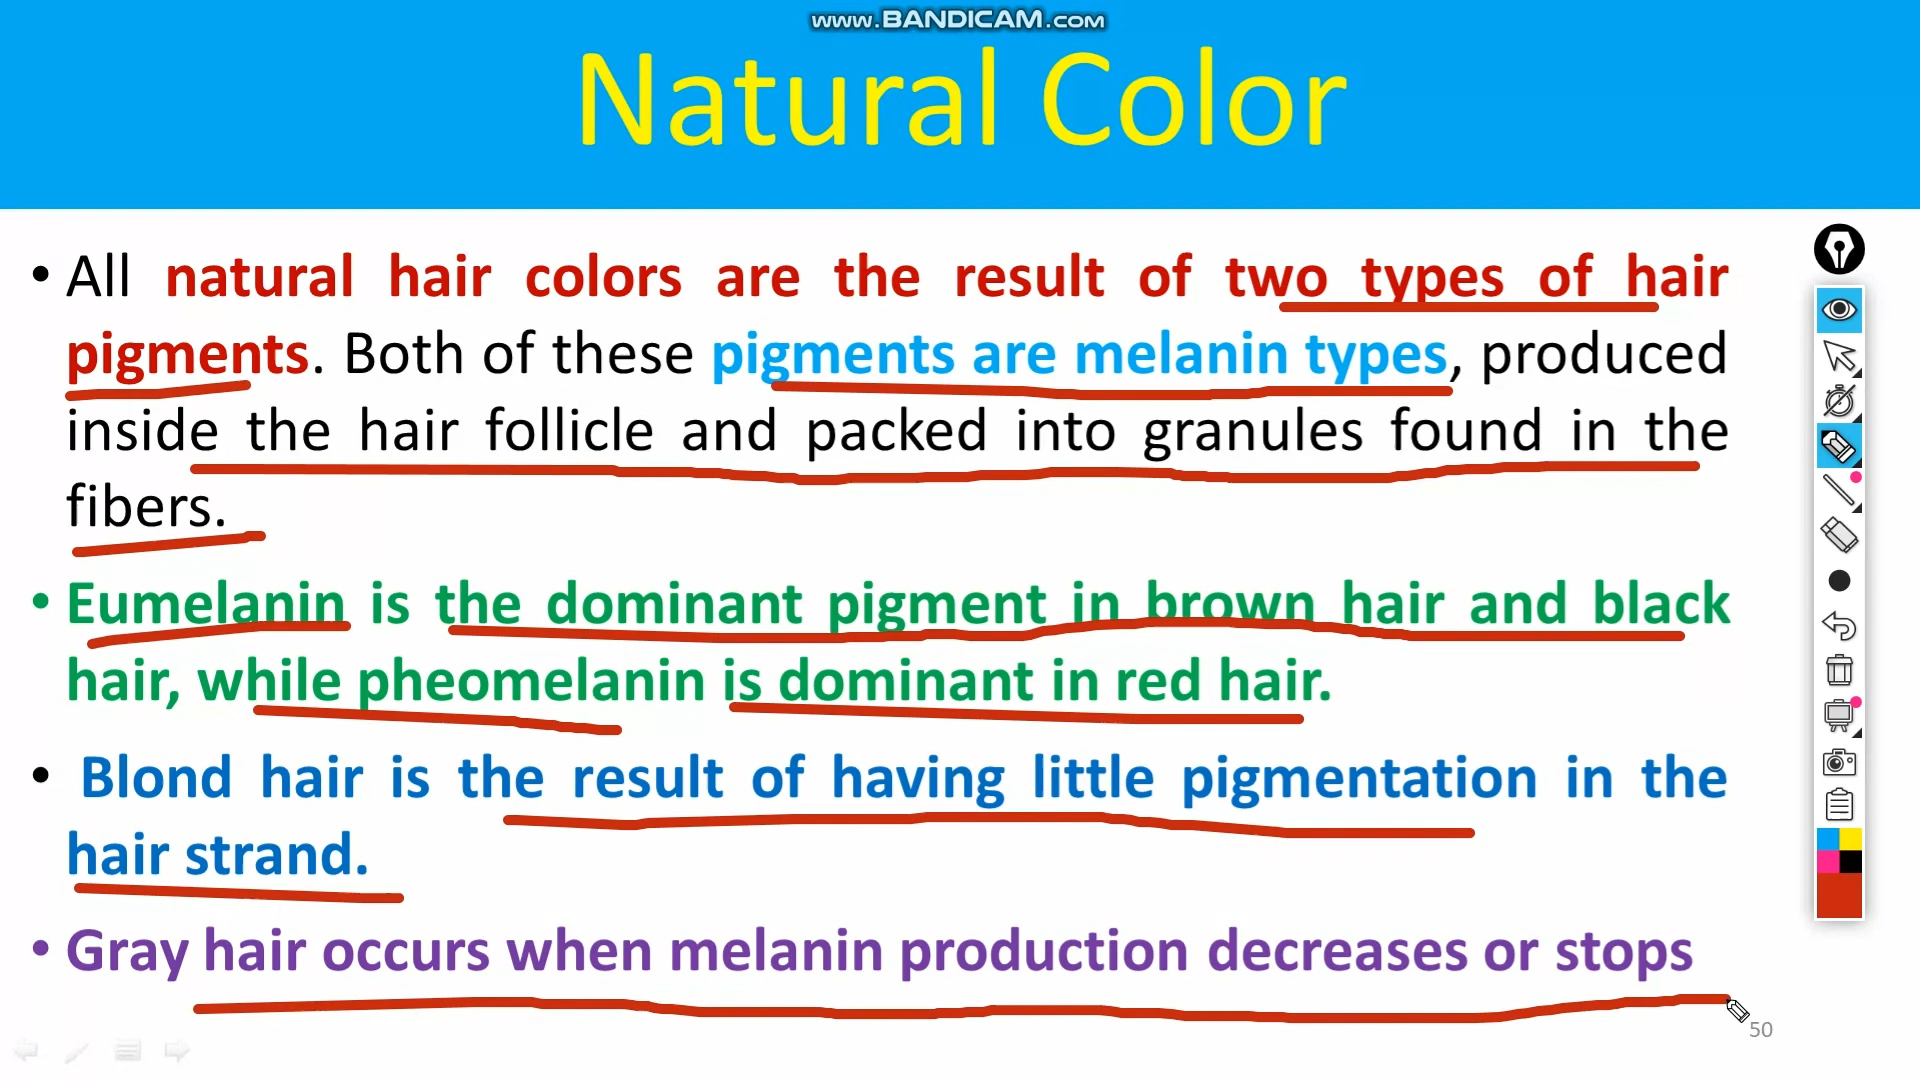 www.BANDICAM.com
Natural Color
• All natural hair colors are the result of two types of hair
pigments. Both of these pigments are melanin types, produced
inside the hair follicle and packed into granules found in the
fibers.
• Eumelanin is the dominant pigment in brown hair and black
hair, while pheomelanin is dominant in red hair.
• Blond hair is the result of having little pigmentation in the
hair strand.
• Gray hair occurs when melanin production decreases or stops
50